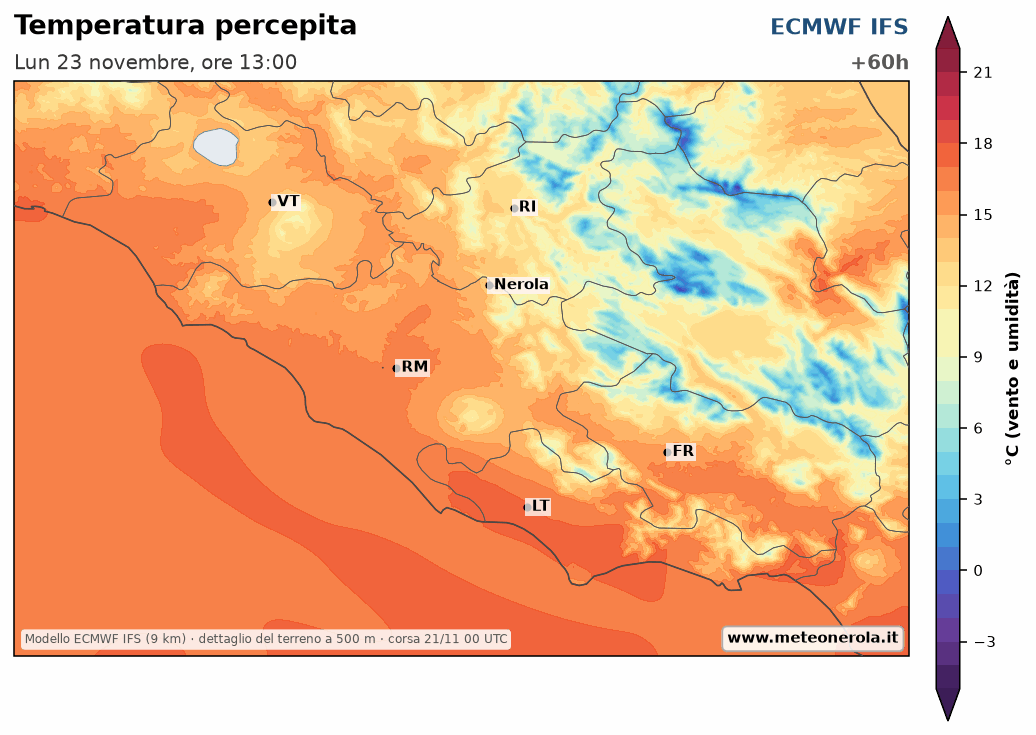 Temperatura percepita
ECMWF IFS
Lun 23 novembre, ore 13:00
+60h
VT
RI
Nerola
RM
FR
LT
21
18
15
12
9
6
3
0
−3
°C (vento e umidità)
Modello ECMWF IFS (9 km) · dettaglio del terreno a 500 m · corsa 21/11 00 UTC
www.meteonerola.it